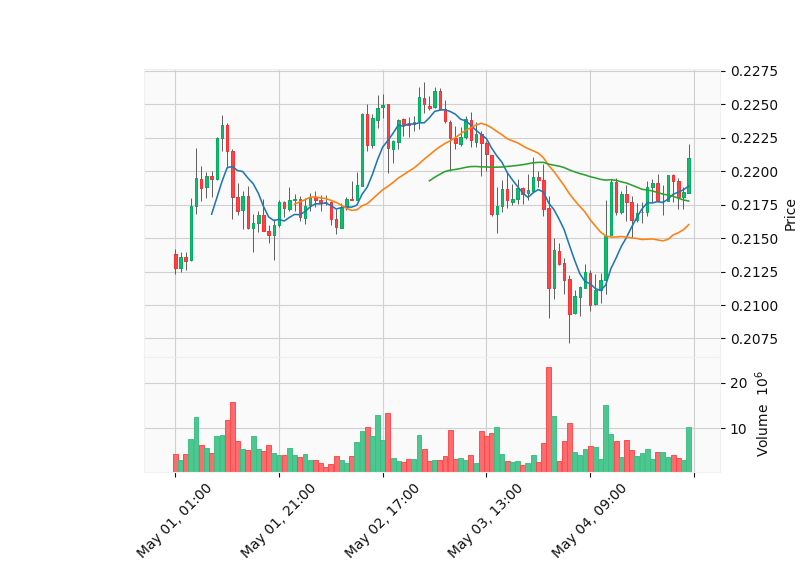 0.2275
0.2250
0.2225
0.2200
0.2175
0.2150
0.2125
0.2100
0.2075
Price
20
10
Volume 10⁶
May 01, 01:00
May 01, 21:00
May 02, 17:00
May 03, 13:00
May 04, 09:00